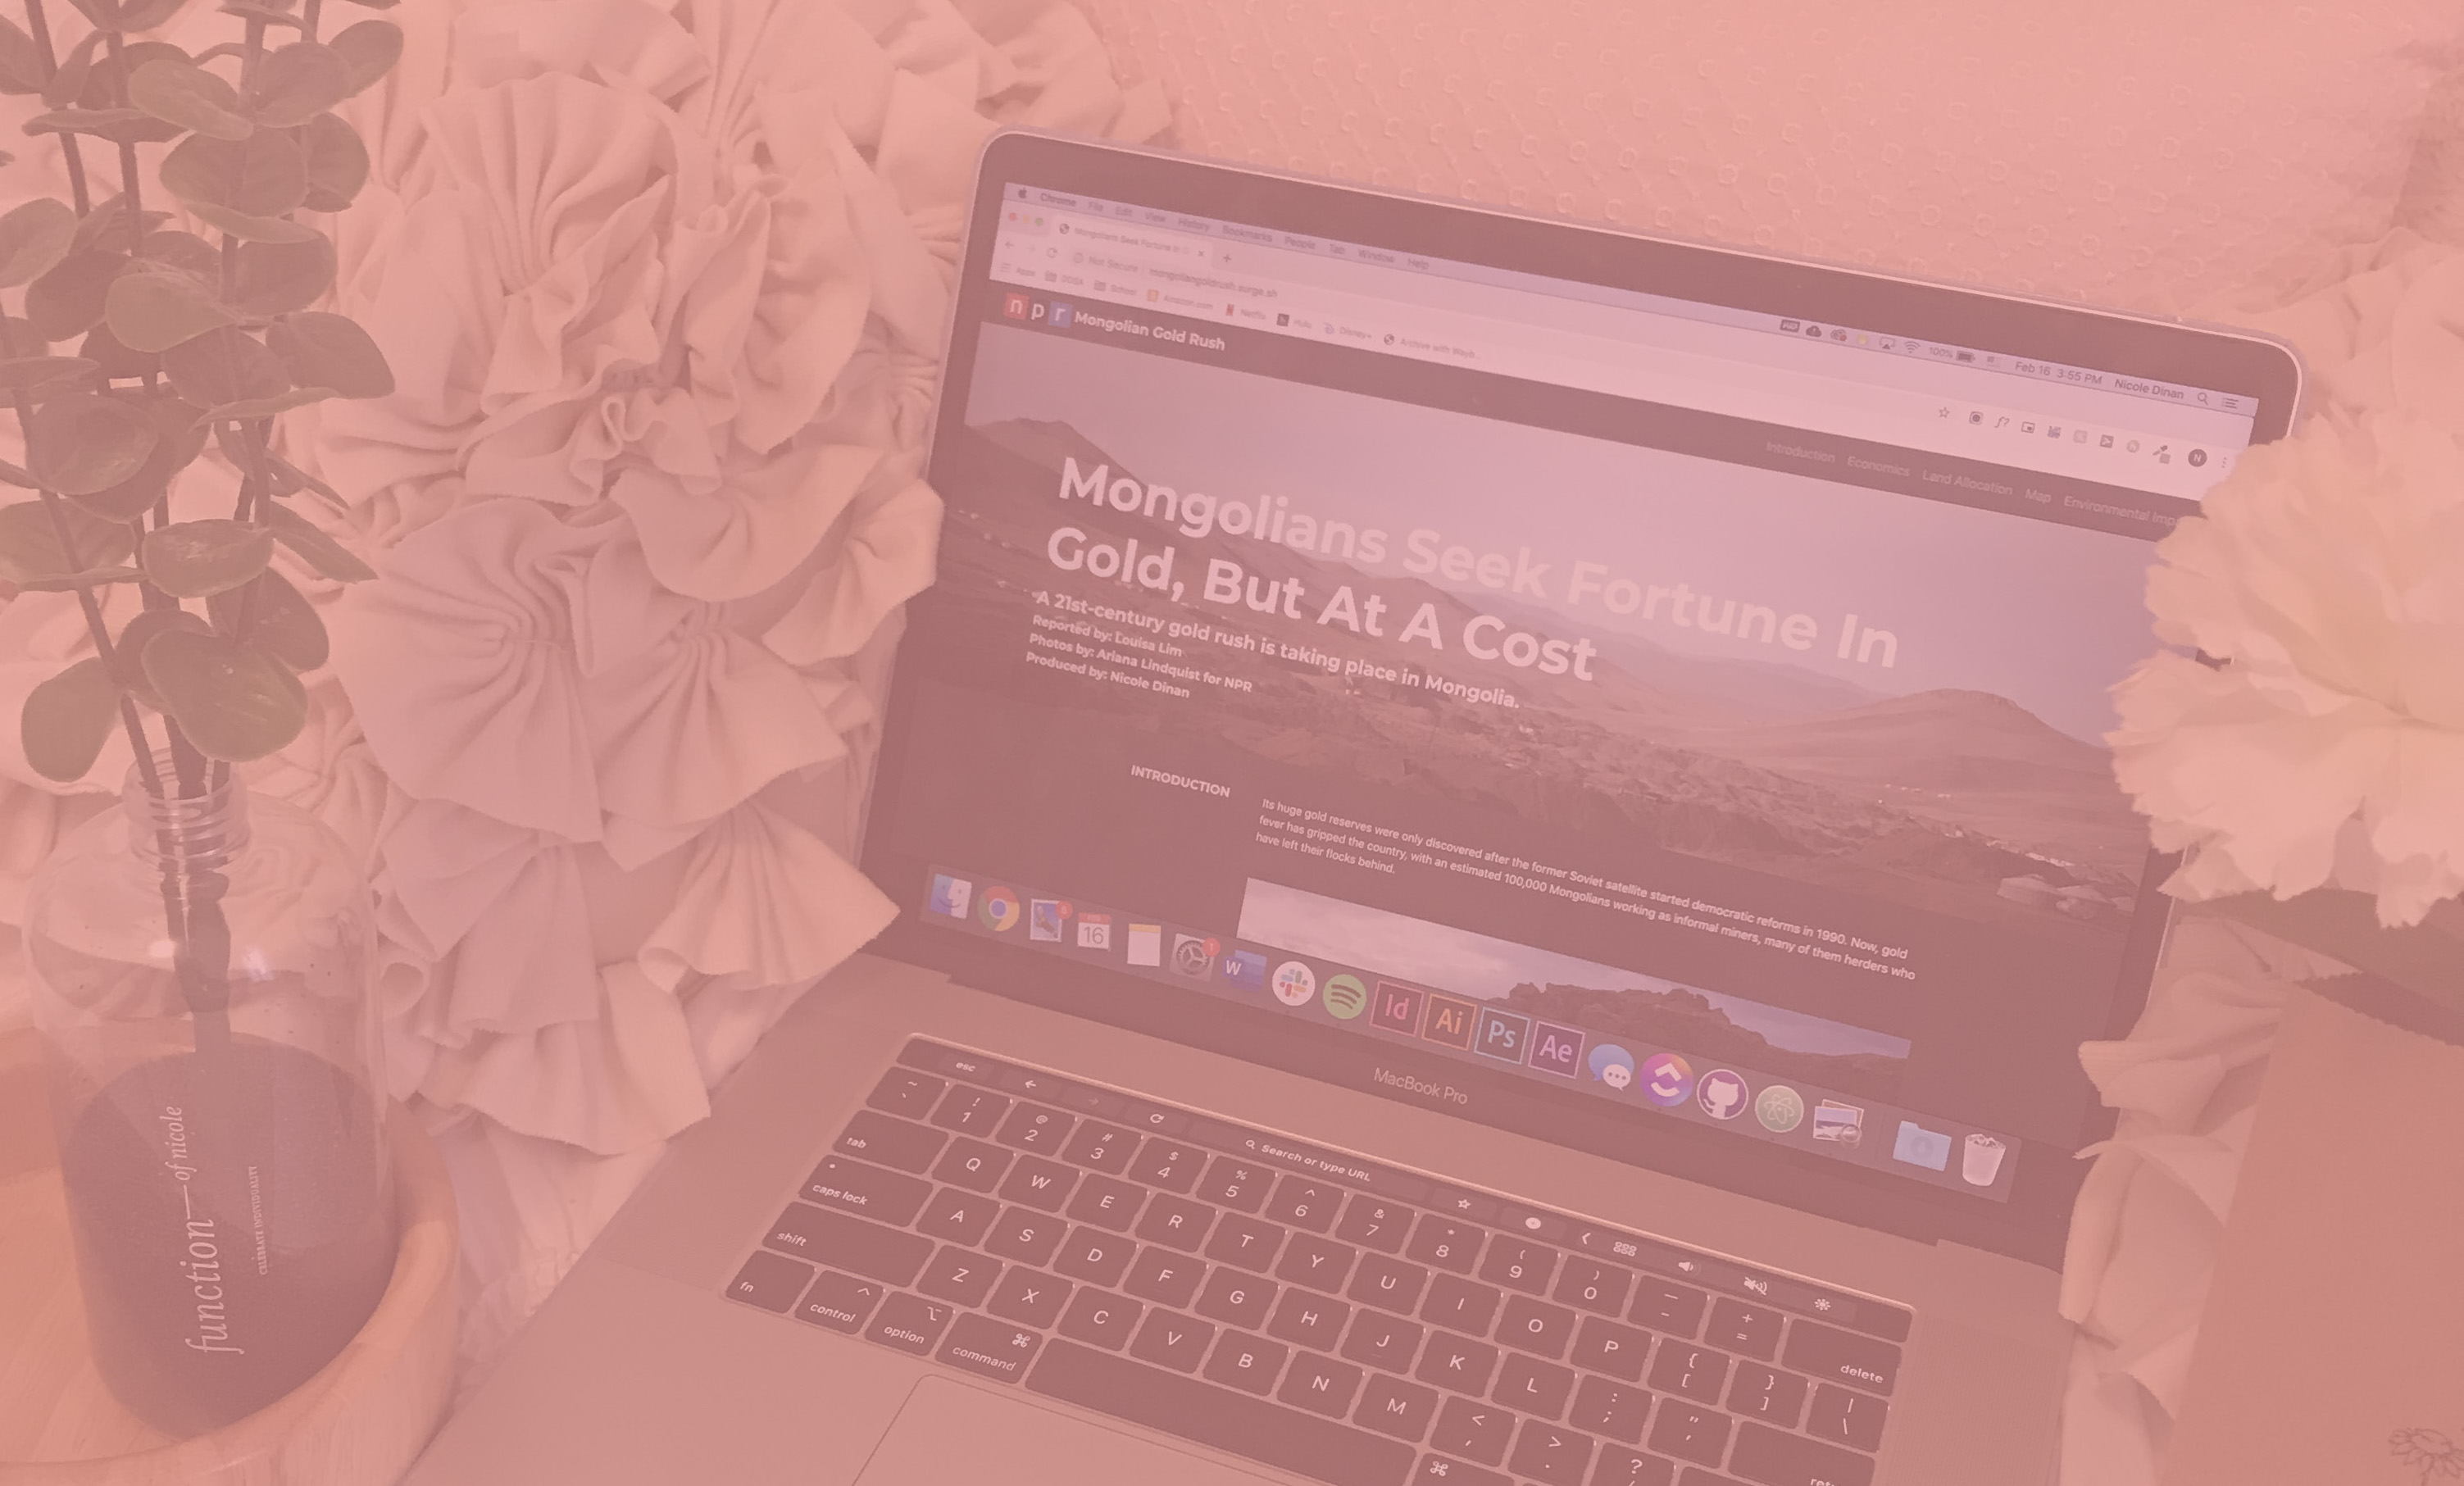 Chrome File Edit View History Bookmarks People Tab Window Help
100% Feb 16 3:55 PM Nicole Dinan
Mongolians Seek Fortune In
Not Secure mongoliangoldrush.surge.sh
N
Apps School Amazon.com Netflix Hulu Disney+ Archive with
npr Mongolian Gold Rush
Introduction Economics Land Allocation Map Environmental Imp
Mongolians Seek Fortune In
Gold, But At A Cost
A 21st-century gold rush is taking place in Mongolia.
Reported by: Louisa Lim
Photos by: Ariana Lindquist for NPR
Produced by: Nicole Dinan
INTRODUCTION
Its huge gold reserves were only discovered after the former Soviet satellite started democratic reforms in 1990. Now, gold
fever has gripped the country, with an estimated 100,000 Mongolians working as informal miners, many of them herders who
have left their flocks behind.
16 1 W Id Ai Ps Ae
MacBook Pro
esc Search or type URL
~ ` ! 1 @ 2 # 3 $ 4 % 5 ^ 6 & 7 * 8 ( 9 ) 0 — - + = delete
tab Q W E R T Y U I O P { [ } ] | \
caps lock A S D F G H J K L : ; " ' ret
shift Z X C V B N M < , > . ? /
fn control option command
function—of nicole
CELEBRATE INDIVIDUALITY